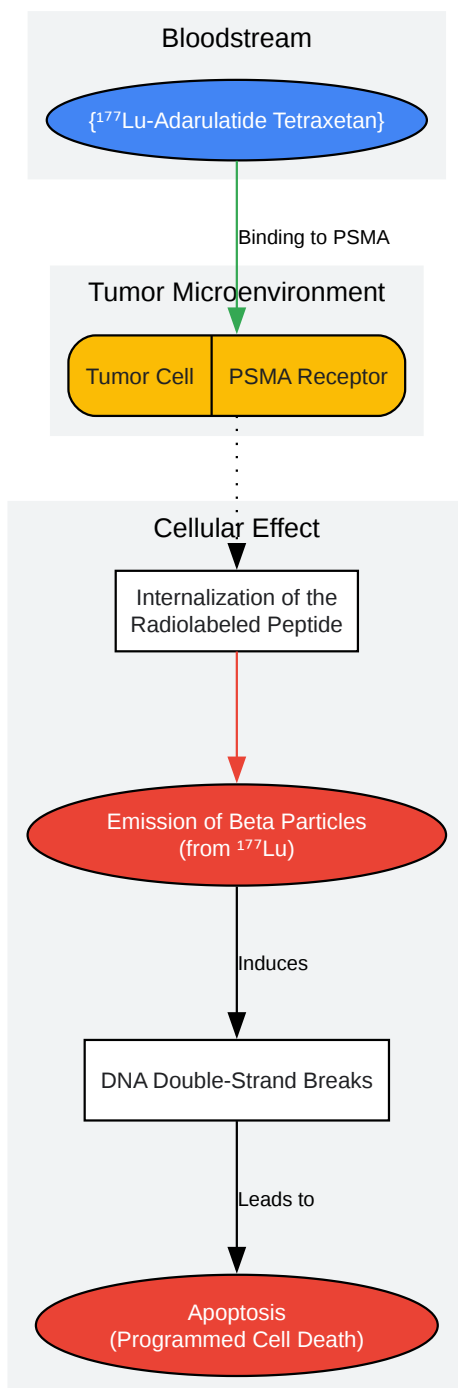 Bloodstream
{¹⁷⁷Lu-Adarulatide Tetraxetan}
Binding to PSMA
Tumor Microenvironment
Tumor Cell
PSMA Receptor
Cellular Effect
Internalization of the
Radiolabeled Peptide
Emission of Beta Particles
(from ¹⁷⁷Lu)
Induces
DNA Double-Strand Breaks
Leads to
Apoptosis
(Programmed Cell Death)